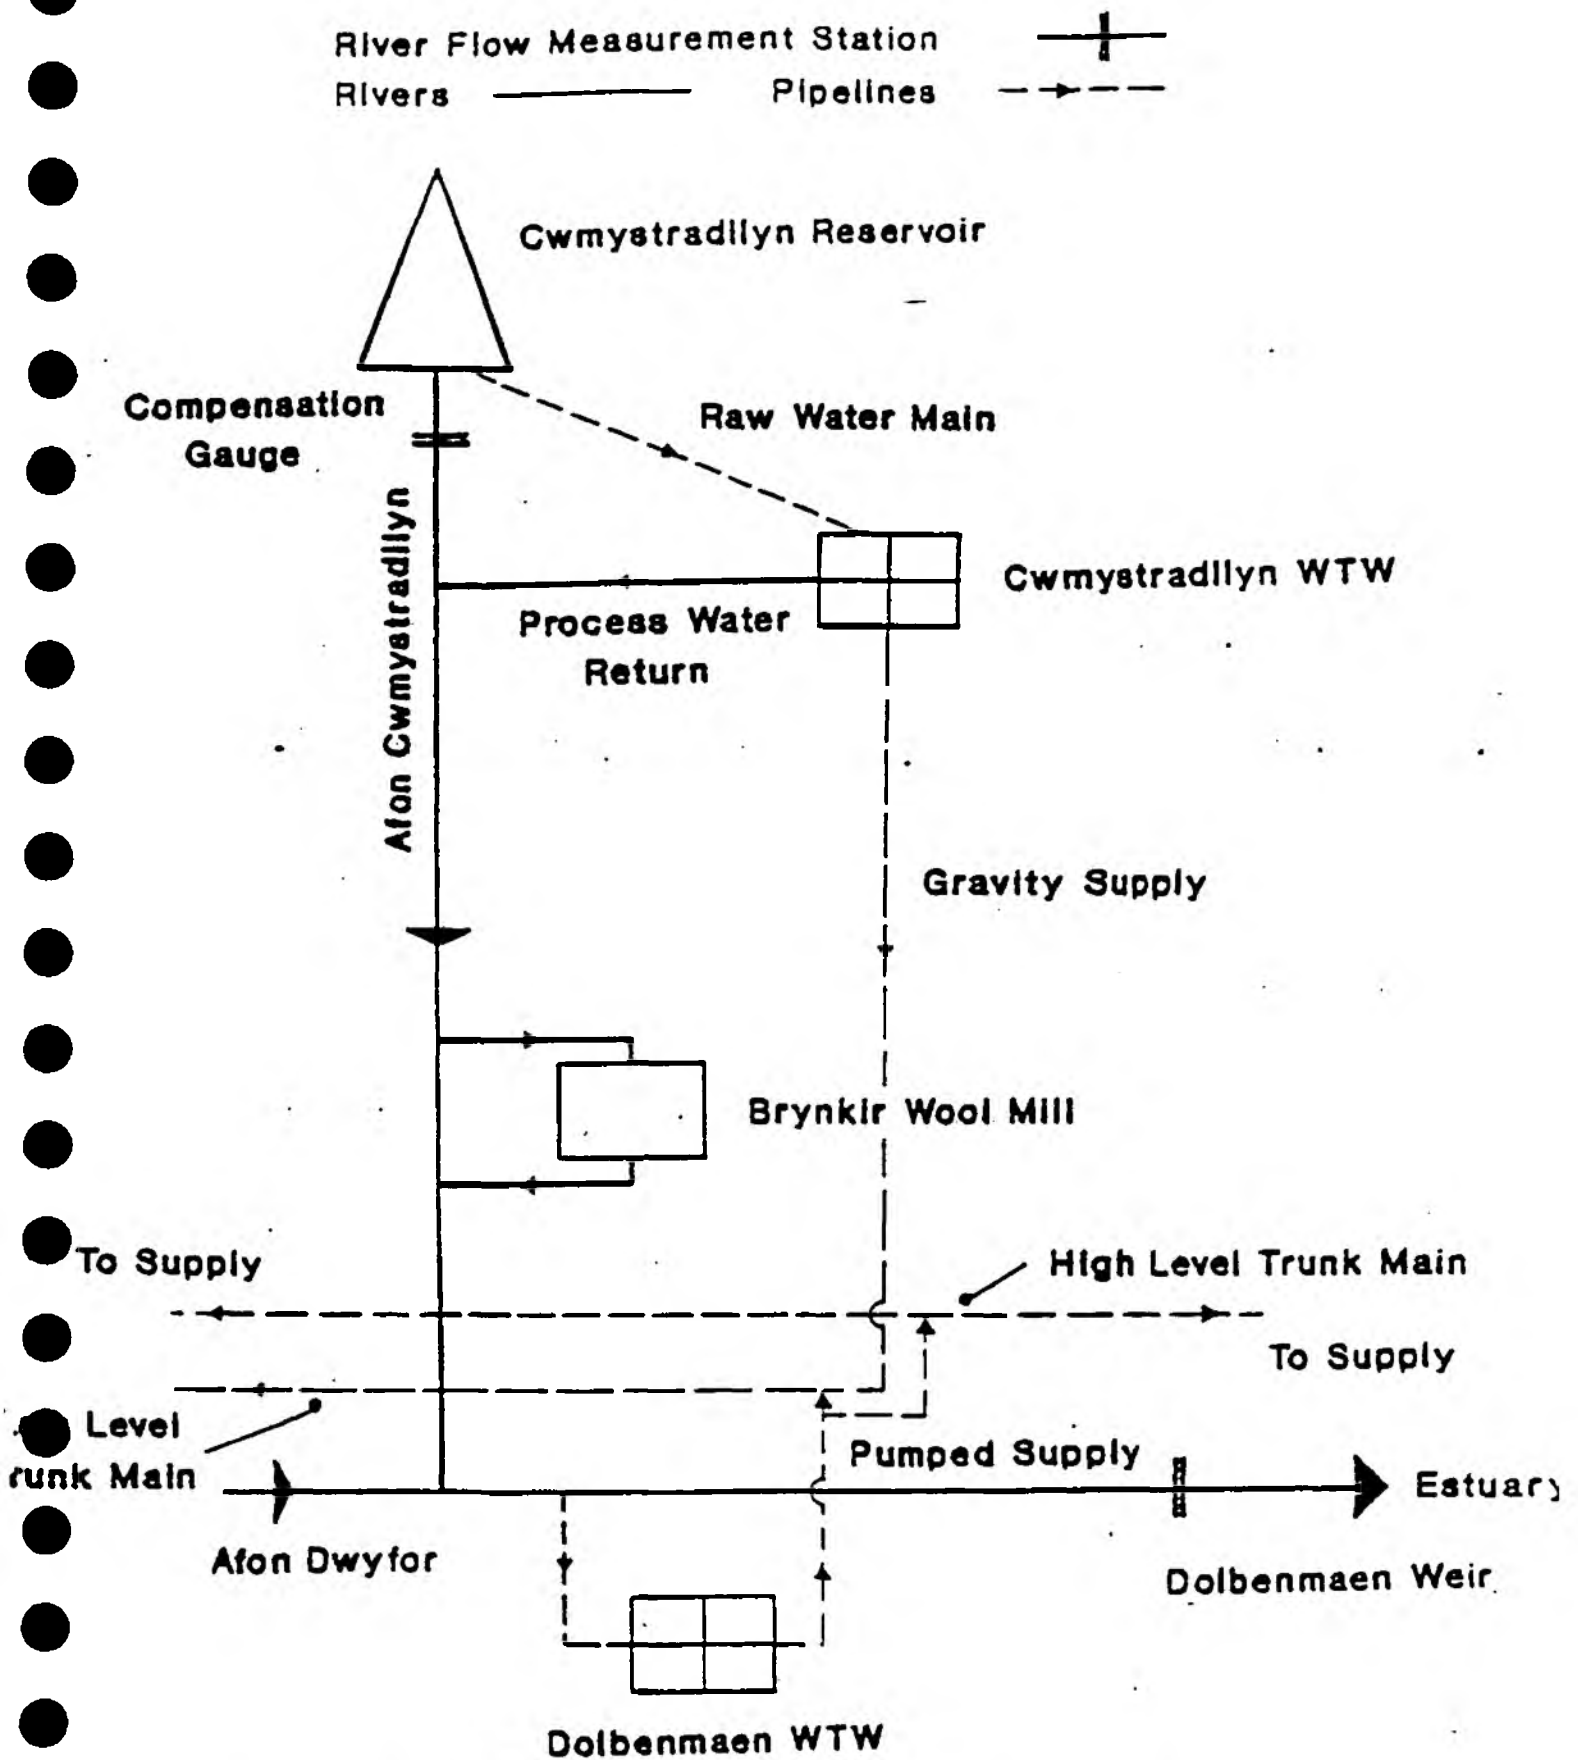 River Flow Measurement Station
Rivers
Pipelines
Cwmystradllyn Reservoir
Compensation
Gauge
Raw Water Main
Afon Cwmystradllyn
Cwmystradllyn WTW
Process Water
Return
Gravity Supply
Brynkir Wool Mill
To Supply
High Level Trunk Main
To Supply
Level
runk Main
Pumped Supply
Estuary
Afon Dwyfor
Dolbenmaen Weir
Dolbenmaen WTW